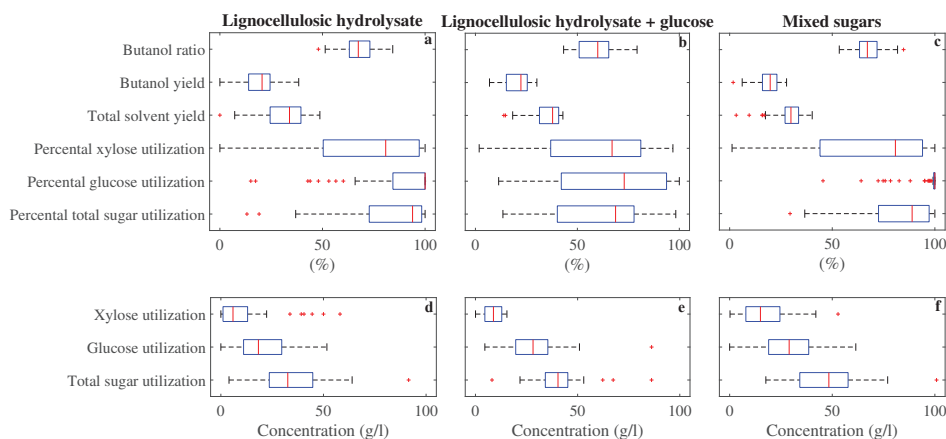 Lignocellulosic hydrolysate
Lignocellulosic hydrolysate + glucose
Mixed sugars
a
b
c
Butanol ratio
Butanol yield
Total solvent yield
Percental xylose utilization
Percental glucose utilization
Percental total sugar utilization
0 50 100
0 50 100
0 50 100
(%)
(%)
(%)
d
e
f
Xylose utilization
Glucose utilization
Total sugar utilization
0 50 100
0 50 100
0 50 100
Concentration (g/l)
Concentration (g/l)
Concentration (g/l)